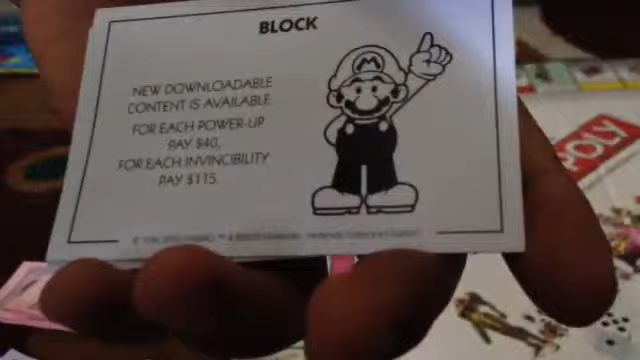 BLOCK
NEW DOWNLOADABLE
CONTENT IS AVAILABLE.
FOR EACH POWER-UP
PAY $40,
FOR EACH INVINCIBILITY
PAY $115.
M
POLY